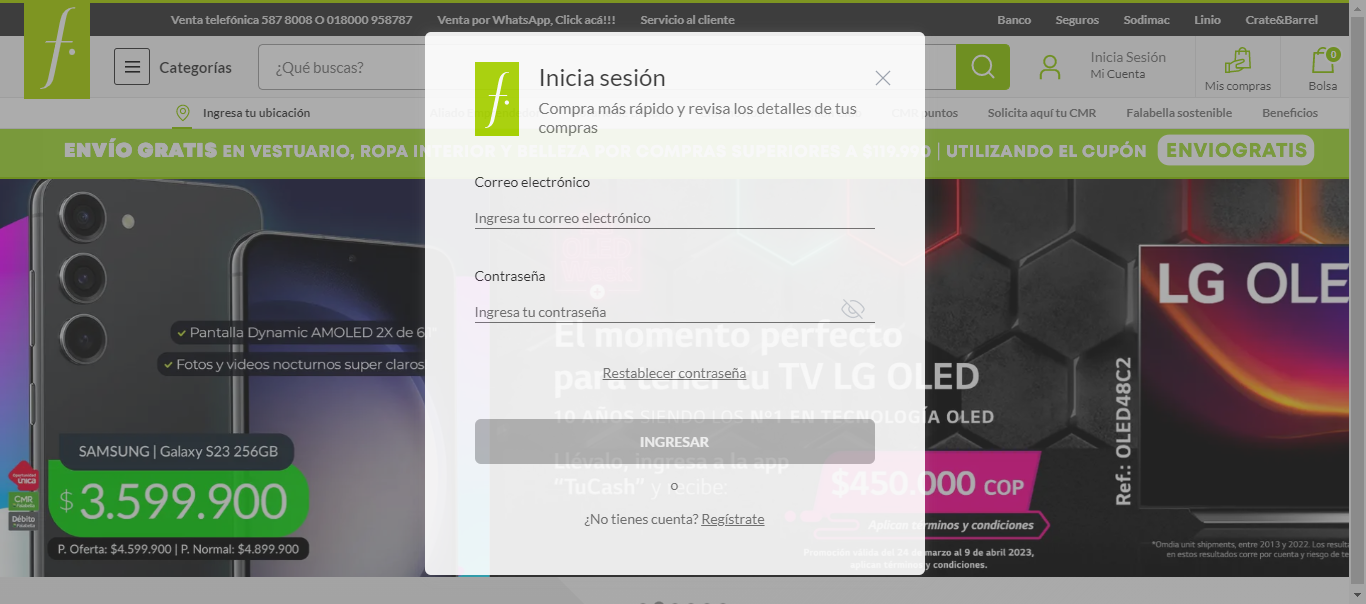 Venta telefónica 587 8008 O 018000 958787
Venta por WhatsApp, Click acá!!!
Servicio al cliente
Banco
Seguros
Sodimac
Linio
Crate&Barrel
f.
Categorías
¿Qué buscas?
Inicia Sesión
Mi Cuenta
Mis compras
0
Bolsa
Ingresa tu ubicación
CMR puntos
Solicita aquí tu CMR
Falabella sostenible
Beneficios
ENVÍO GRATIS EN VESTUARIO, ROPA INTERIOR Y BELLEZA POR COMPRAS SUPERIORES A $119.990 | UTILIZANDO EL CUPÓN ENVIOGRATIS
f.
Inicia sesión
Compra más rápido y revisa los detalles de tus
compras
Correo electrónico
Ingresa tu correo electrónico
Contraseña
Ingresa tu contraseña
Restablecer contraseña
INGRESAR
o
¿No tienes cuenta? Regístrate
Pantalla Dynamic AMOLED 2X de
Fotos y videos nocturnos super claros
SAMSUNG | Galaxy S23 256GB
Oportunidad
única
CMR
Débito
$ 3.599.900
P. Oferta: $4.599.900 | P. Normal: $4.899.900
El momento perfecto
para tener tu TV LG OLED
10 AÑOS SIENDO LOS Nº1 EN TECNOLOGÍA OLED
Llévalo, ingresa a la app
“TuCash” y recibe:
$450.000 COP
Aplican términos y condiciones
Promoción válida del 24 de marzo al 9 de abril 2023,
aplican términos y condiciones.
LG OLE
Ref.: OLED48C2
*Omdia unit shipments, entre 2013 y 2022. Los
en estos resultados corre por cuenta y riesgo de